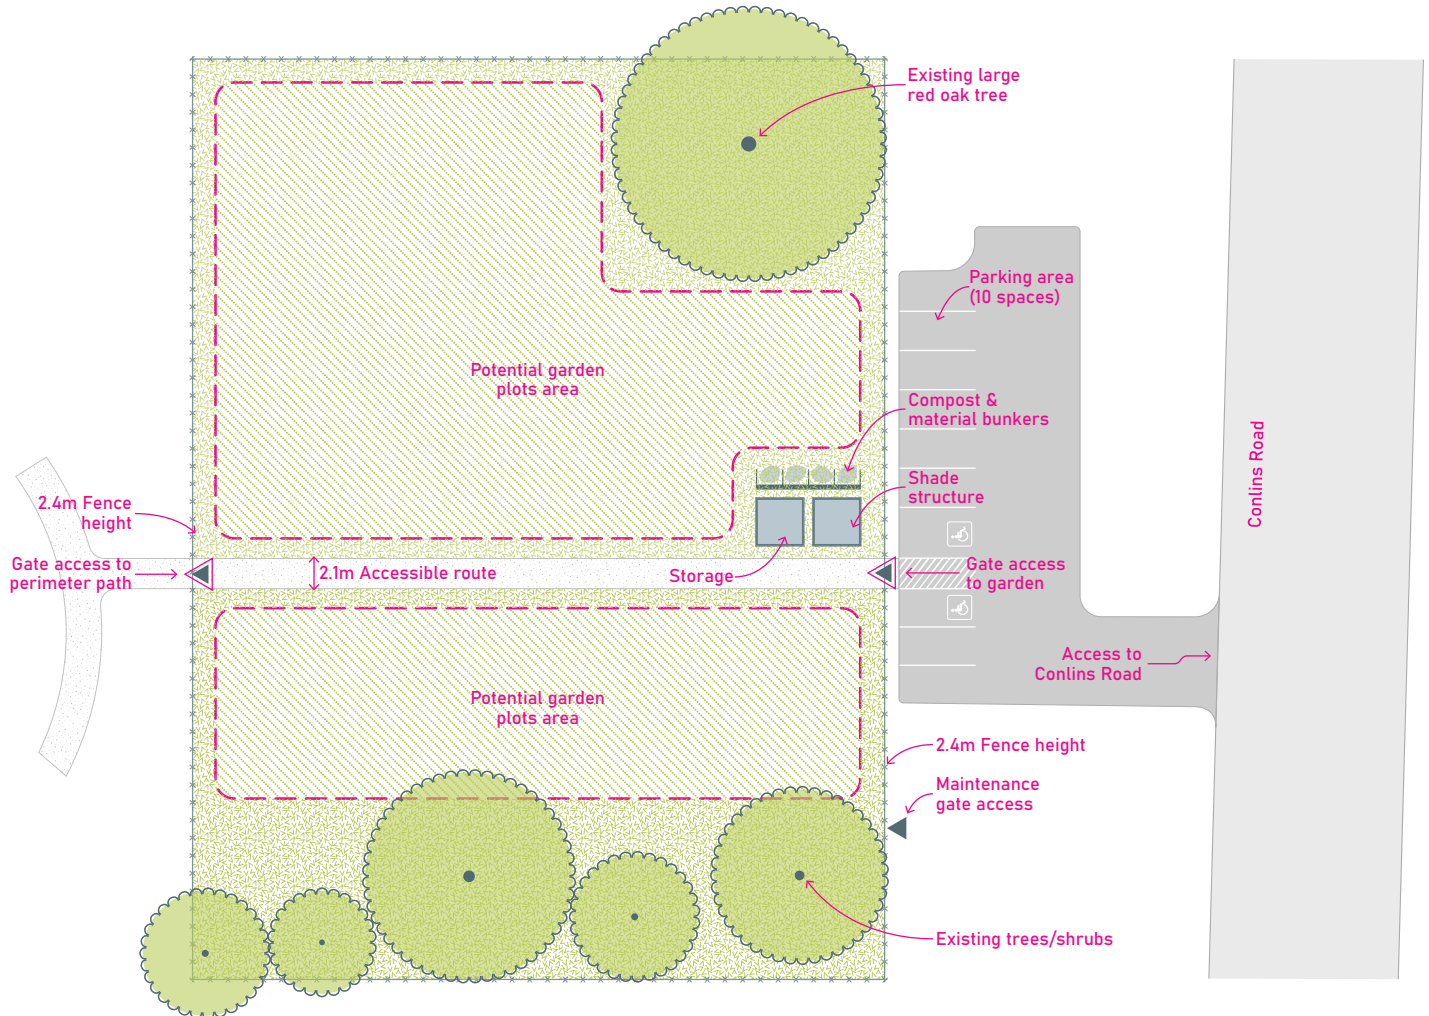 Existing large
red oak tree
Parking area
(10 spaces)
Potential garden
plots area
Compost &
material bunkers
Conlins Road
Shade
structure
2.4m Fence
height
Gate access to
perimeter path
2.1m Accessible route
Storage
Gate access
to garden
Access to
Conlins Road
Potential garden
plots area
2.4m Fence height
Maintenance
gate access
Existing trees/shrubs